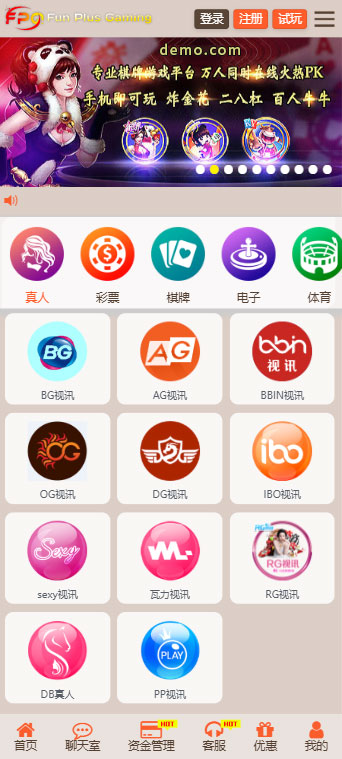 FPG Fun Plus Gaming
登录 注册 试玩
demo.com
专业棋牌游戏平台 万人同时在线火热PK
手机即可玩 炸金花 二八杠 百人牛牛
真人 彩票 棋牌 电子 体育
BG AG bbin
视讯
BG视讯 AG视讯 BBIN视讯
OG DG ibo
OG视讯 DG视讯 IBO视讯
Sexy RG视讯
sexy视讯 瓦力视讯 RG视讯
PLAY
DB真人 PP视讯
HOT HOT
首页 聊天室 资金管理 客服 优惠 我的